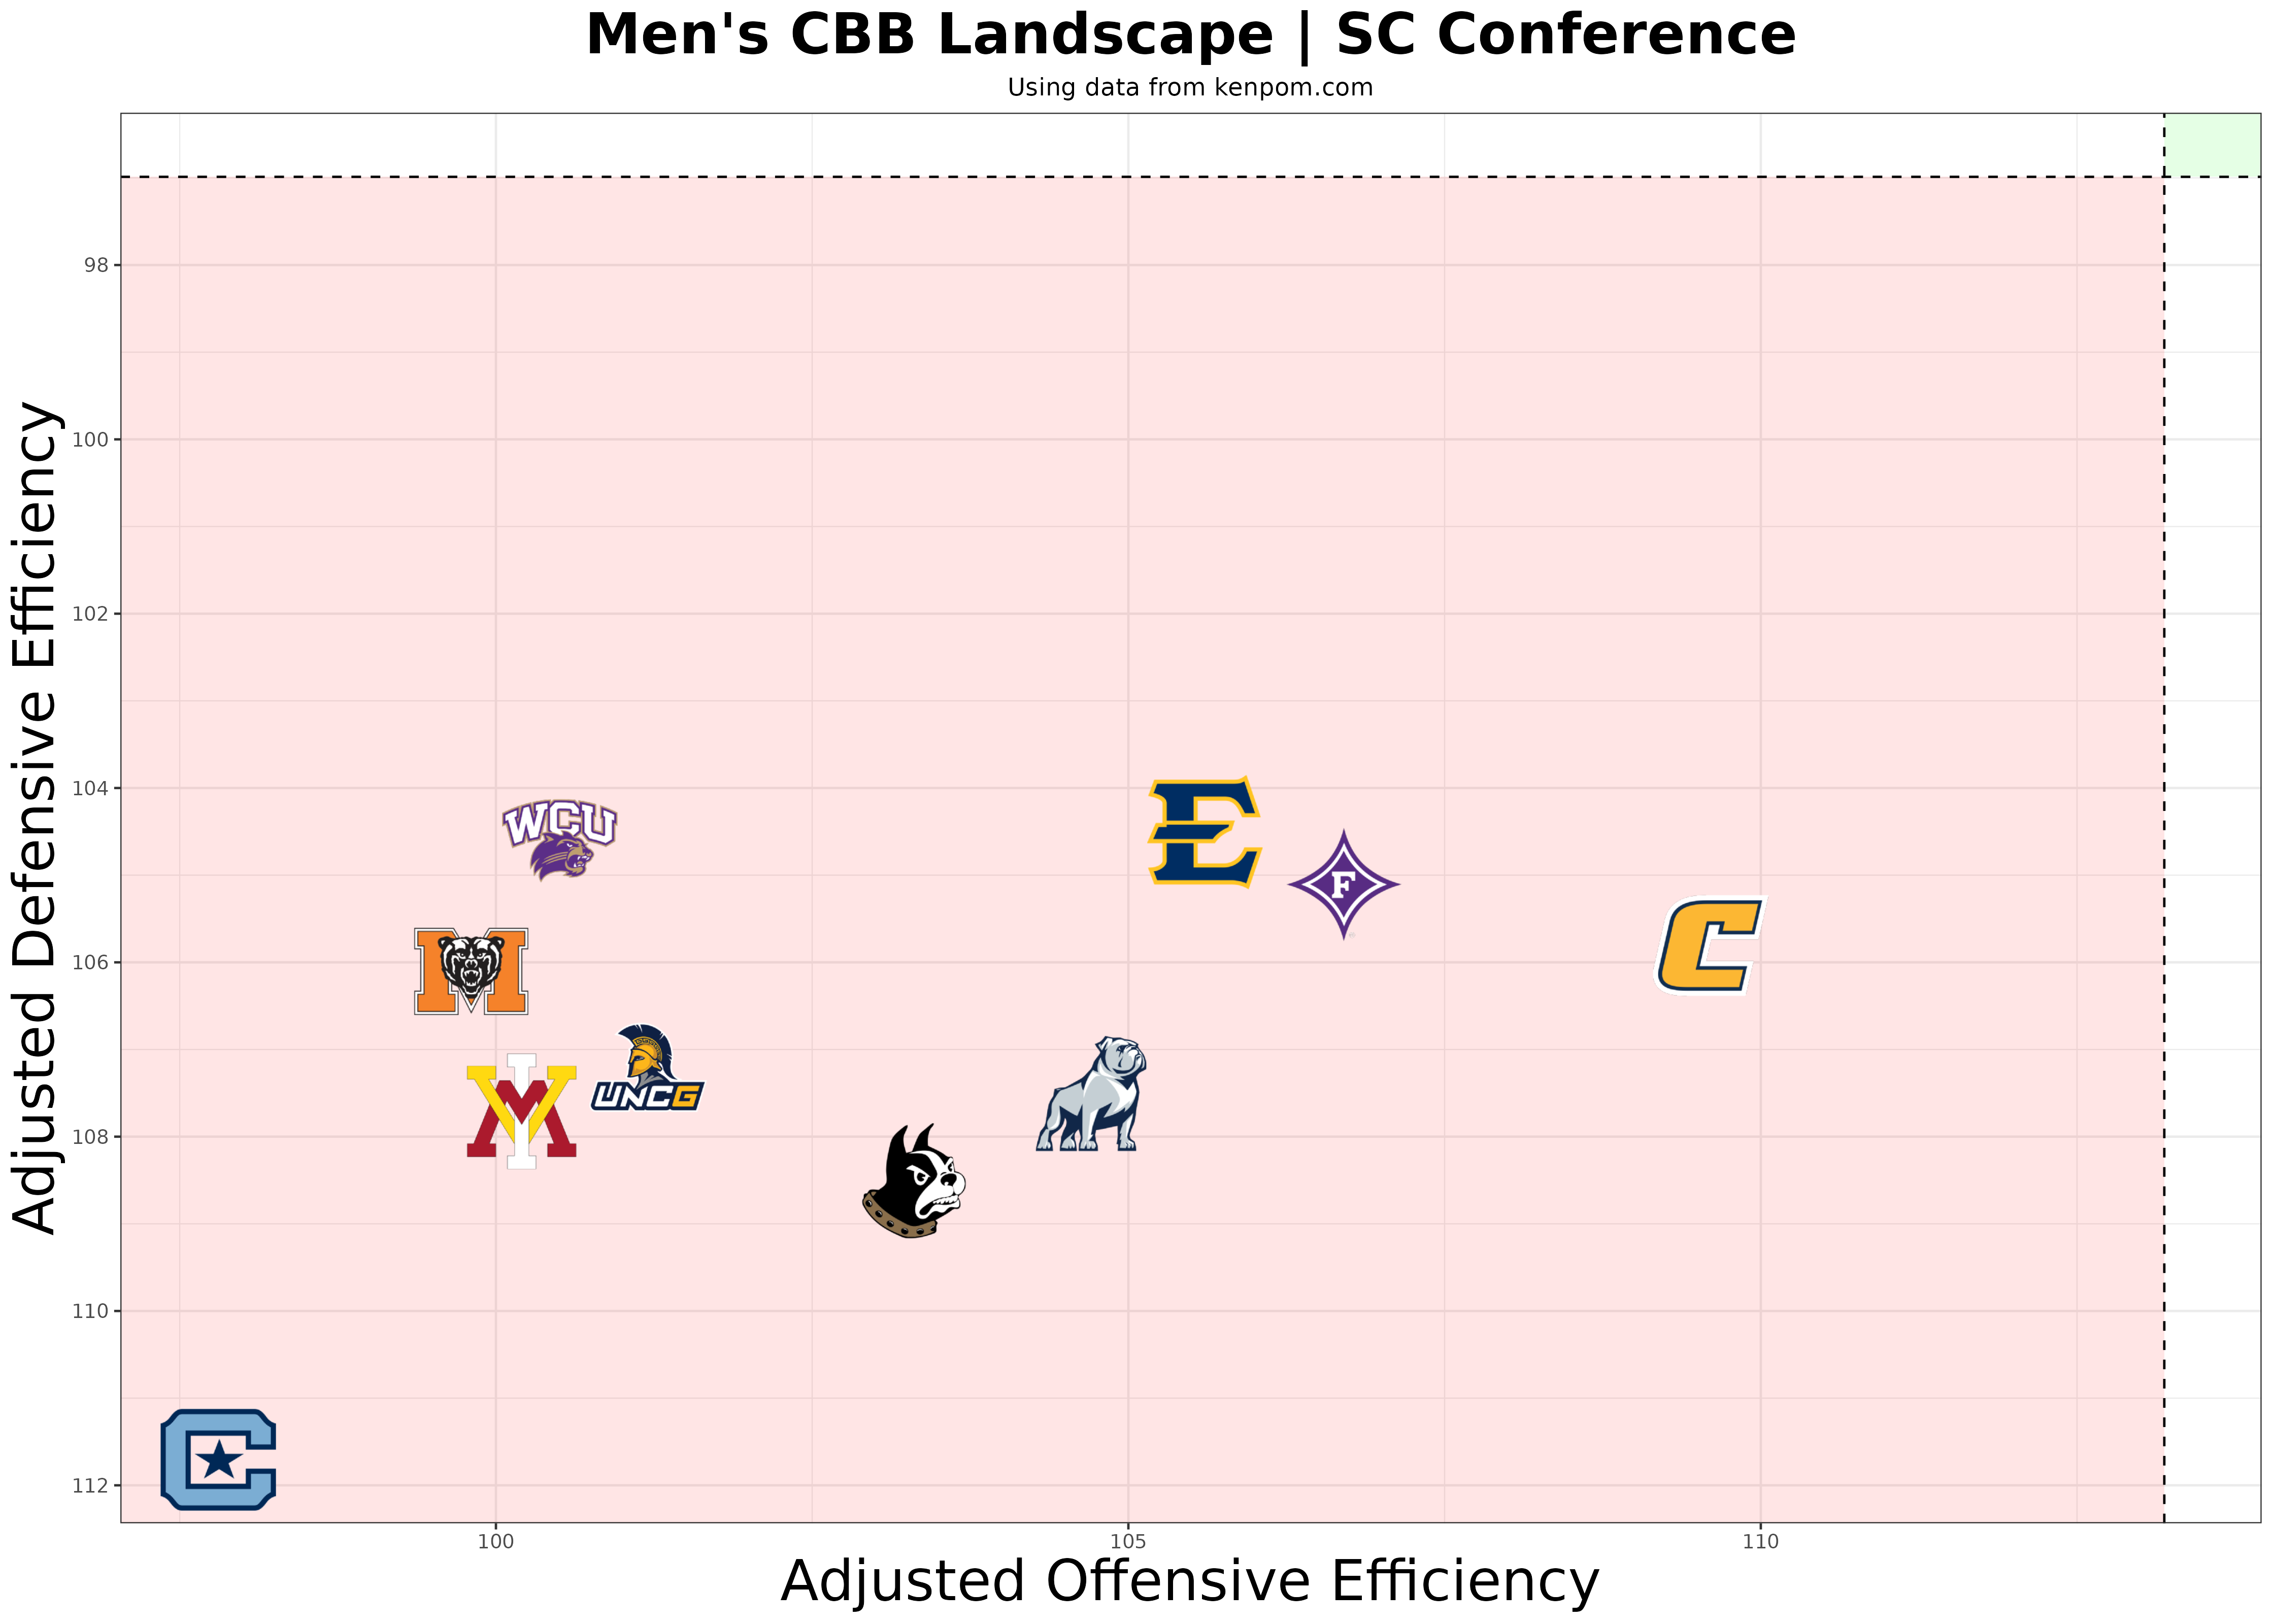 Men's CBB Landscape | SC Conference
Using data from kenpom.com
Adjusted Defensive Efficiency
98
100
102
104
106
108
110
112
WCU
E
F
C
M
UNCG
VMI
C
100
105
110
Adjusted Offensive Efficiency